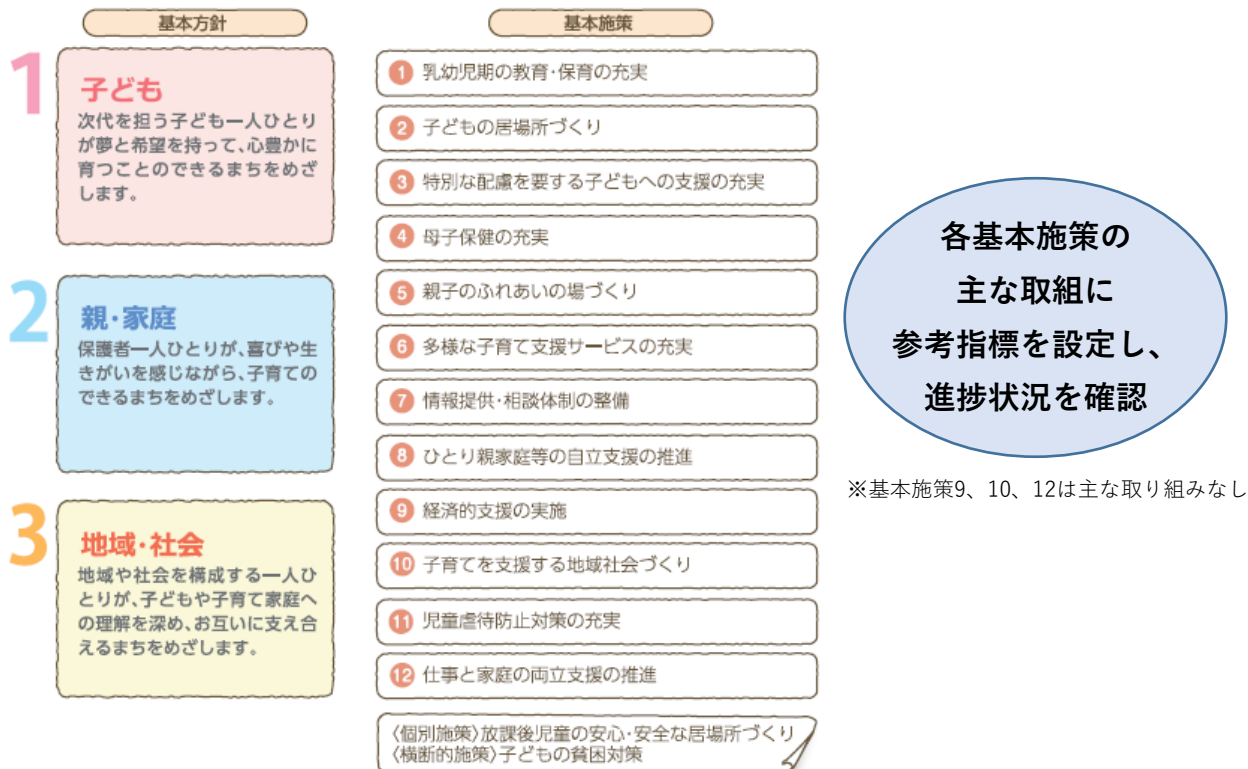 基本方針
1
子ども
次代を担う子ども一人ひとり
が夢と希望を持って、心豊かに
育つことのできるまちをめざ
します。
2
親・家庭
保護者一人ひとりが、喜びや生
きがいを感じながら、子育ての
できるまちをめざします。
3
地域・社会
地域や社会を構成する一人ひ
とりが、子どもや子育て家庭へ
の理解を深め、お互いに支え合
えるまちをめざします。
基本施策
1 乳幼児期の教育・保育の充実
2 子どもの居場所づくり
3 特別な配慮を要する子どもへの支援の充実
4 母子保健の充実
5 親子のふれあいの場づくり
6 多様な子育て支援サービスの充実
7 情報提供・相談体制の整備
8 ひとり親家庭等の自立支援の推進
9 経済的支援の実施
10 子育てを支援する地域社会づくり
11 児童虐待防止対策の充実
12 仕事と家庭の両立支援の推進
〈個別施策〉放課後児童の安心・安全な居場所づくり
〈横断的施策〉子どもの貧困対策
各基本施策の
主な取組に
参考指標を設定し、
進捗状況を確認
※基本施策9、10、12は主な取り組みなし